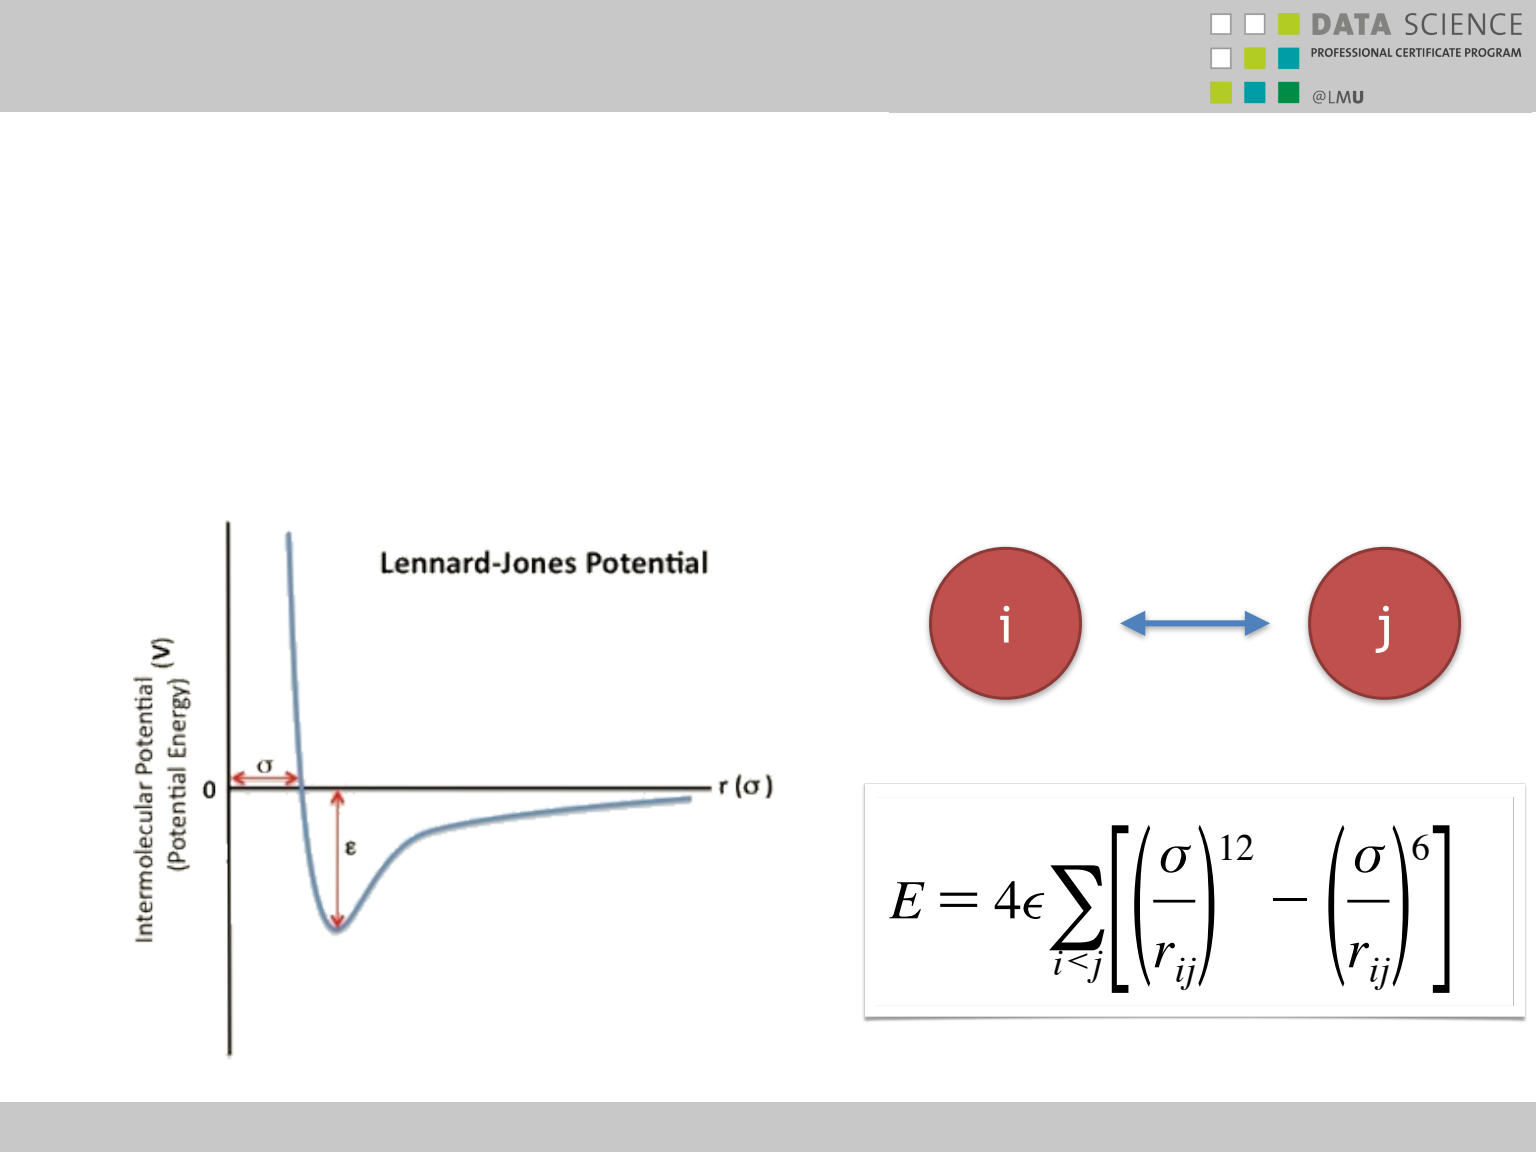 DATA SCIENCE
PROFESSIONAL CERTIFICATE PROGRAM
@LMU
Lennard-Jones Potential
Intermolecular Potential (V)
(Potential Energy)
σ
0
r (σ)
ε
i
j
E = 4ϵ∑_{i<j}[(σ/r_{ij})^{12} − (σ/r_{ij})^{6}]